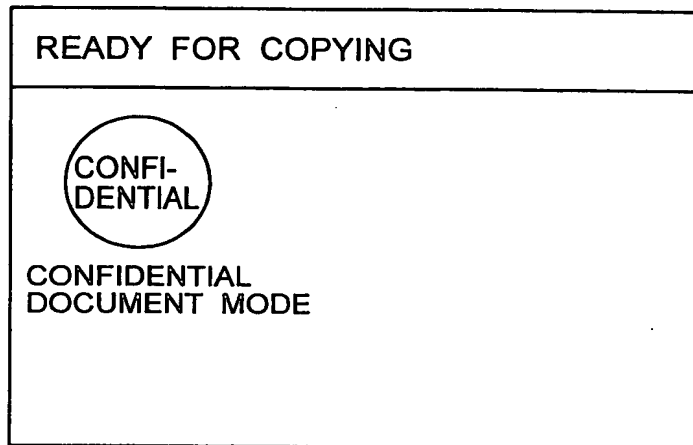 READY FOR COPYING
CONFI-
DENTIAL
CONFIDENTIAL
DOCUMENT MODE